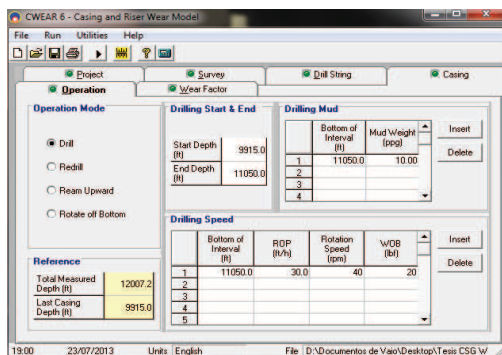 CWEAR 6 - Casing and Riser Wear Model
File Run Utilities Help
Project Survey Drill String Casing
Operation Wear Factor
Operation Mode
Drill
Redrill
Ream Upward
Rotate off Bottom
Drilling Start & End
Start Depth (ft) 9915.0
End Depth (ft) 11050.0
Drilling Mud
Bottom of Interval (ft) Mud Weight (ppg)
1 11050.0 10.00
2
3
4
Insert
Delete
Reference
Total Measured Depth (ft) 12007.2
Last Casing Depth (ft) 9915.0
Drilling Speed
Bottom of Interval (ft) ROP (ft/h) Rotation Speed (rpm) WOB (lbf)
1 11050.0 30.0 40 20
2
3
4
5
Insert
Delete
19:00 23/07/2013 Units English File D:\Documentos de Vaio\Desktop\Tesis CSG W